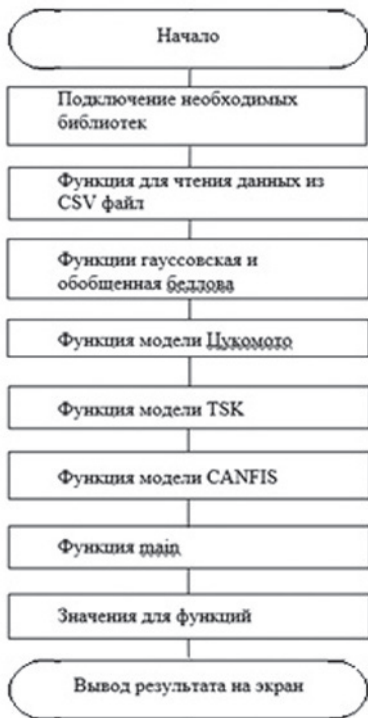 Начало
Подключение необходимых
библиотек
Функция для чтения данных из
CSV файл
Функции гауссовская и
обобщенная беллова
Функция модели Цукомото
Функция модели TSK
Функция модели CANFIS
Функция main
Значения для функций
Вывод результата на экран